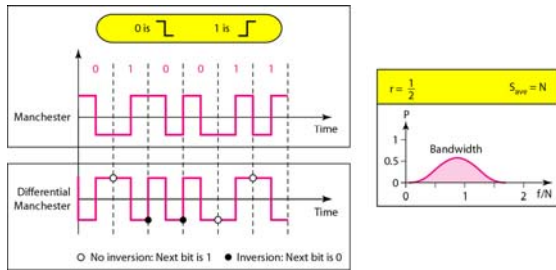 0 is 1 is
0 1 0 0 1 1
Manchester
Time
Differential
Manchester
Time
○ No inversion: Next bit is 1 ● Inversion: Next bit is 0
r = 1/2 Save = N
P
1
Bandwidth
0.5
0
0 1 2 f/N